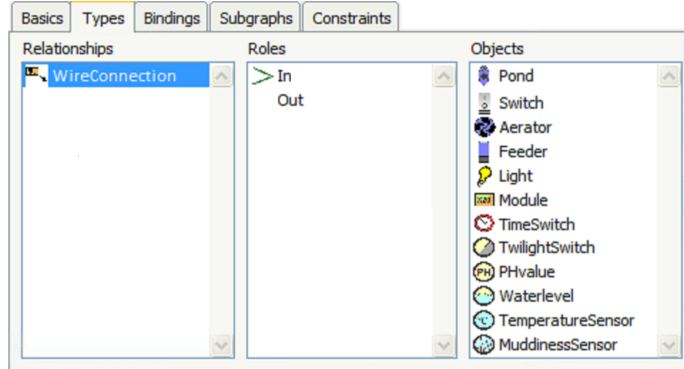 Basics Types Bindings Subgraphs Constraints
Relationships Roles Objects
WireConnection
In
Out
Pond
Switch
Aerator
Feeder
Light
Module
TimeSwitch
TwilightSwitch
PH PHvalue
Waterlevel
TemperatureSensor
MuddinessSensor